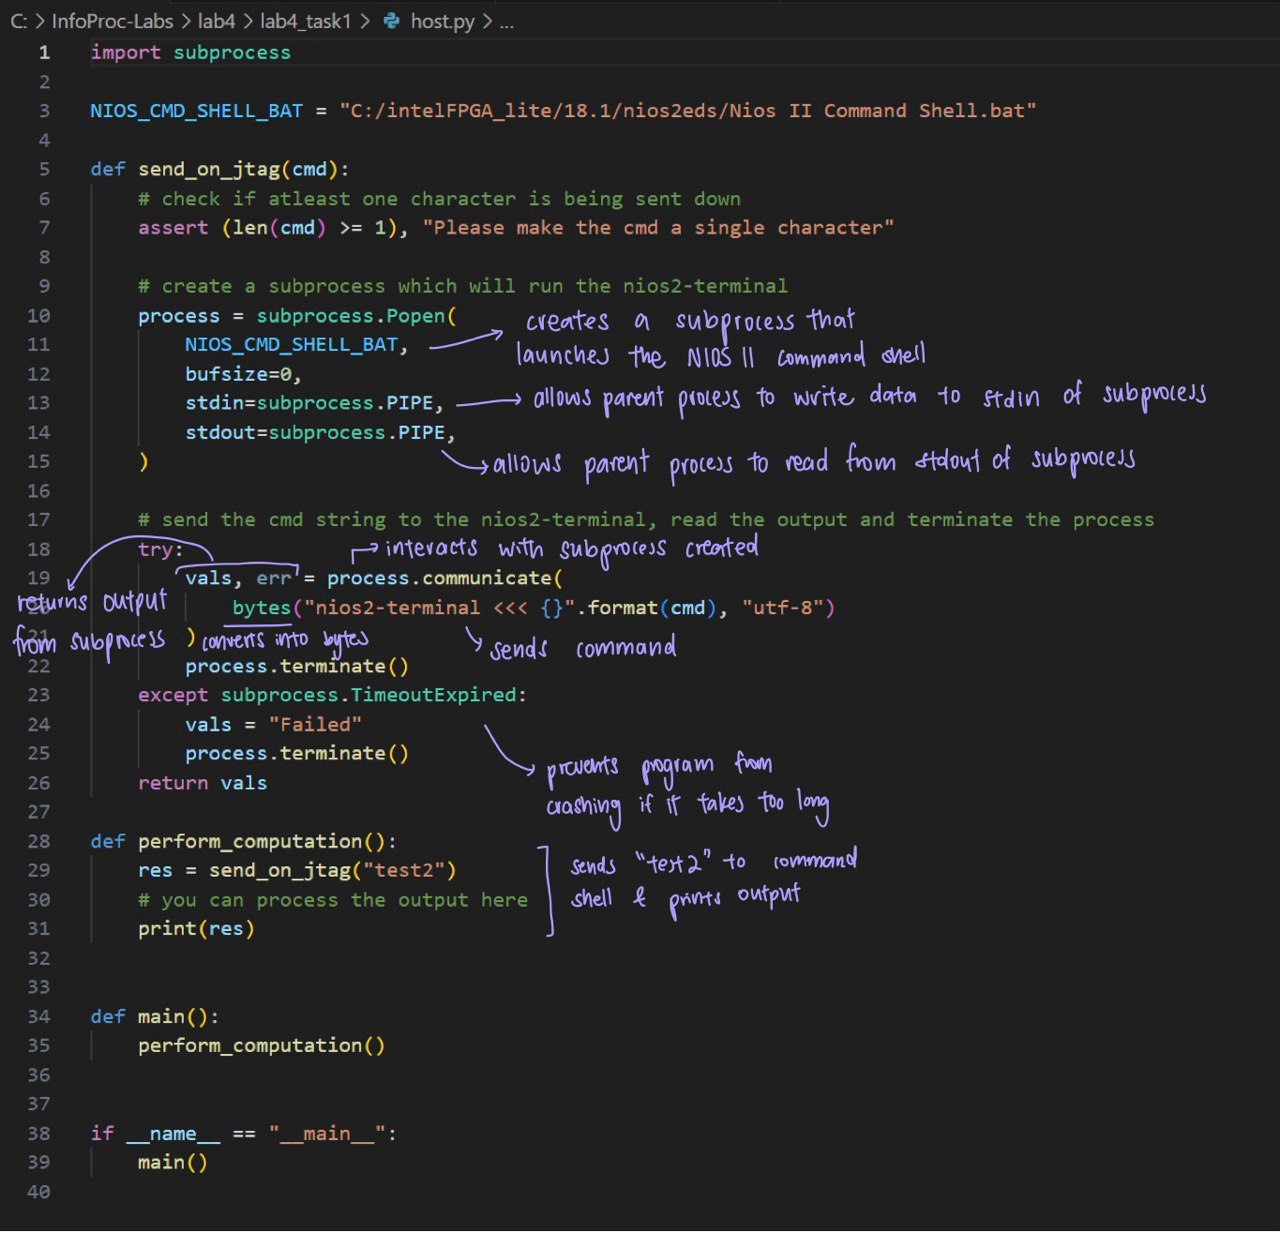 C: > InfoProc-Labs > lab4 > lab4_task1 > host.py > ...
1 import subprocess
2
3 NIOS_CMD_SHELL_BAT = "C:/intelFPGA_lite/18.1/nios2eds/Nios II Command Shell.bat"
4
5 def send_on_jtag(cmd):
6 # check if atleast one character is being sent down
7 assert (len(cmd) >= 1), "Please make the cmd a single character"
8
9 # create a subprocess which will run the nios2-terminal
10 process = subprocess.Popen(
creates a subprocess that
11 NIOS_CMD_SHELL_BAT,
launches the NIOS II command shell
12 bufsize=0,
13 stdin=subprocess.PIPE,
allows parent process to write data to stdin of subprocess
14 stdout=subprocess.PIPE,
15 )
allows parent process to read from stdout of subprocess
16
17 # send the cmd string to the nios2-terminal, read the output and terminate the process
18 try:
interacts with subprocess created
19 vals, err = process.communicate(
returns output
from subprocess
20 bytes("nios2-terminal <<< {}".format(cmd), "utf-8")
21 )
converts into bytes
sends command
22 process.terminate()
23 except subprocess.TimeoutExpired:
24 vals = "Failed"
25 process.terminate()
prevents program from
crashing if it takes too long
26 return vals
27
28 def perform_computation():
29 res = send_on_jtag("test2")
30 # you can process the output here
31 print(res)
sends "test2" to command
shell & prints output
32
33
34 def main():
35 perform_computation()
36
37
38 if __name__ == "__main__":
39 main()
40